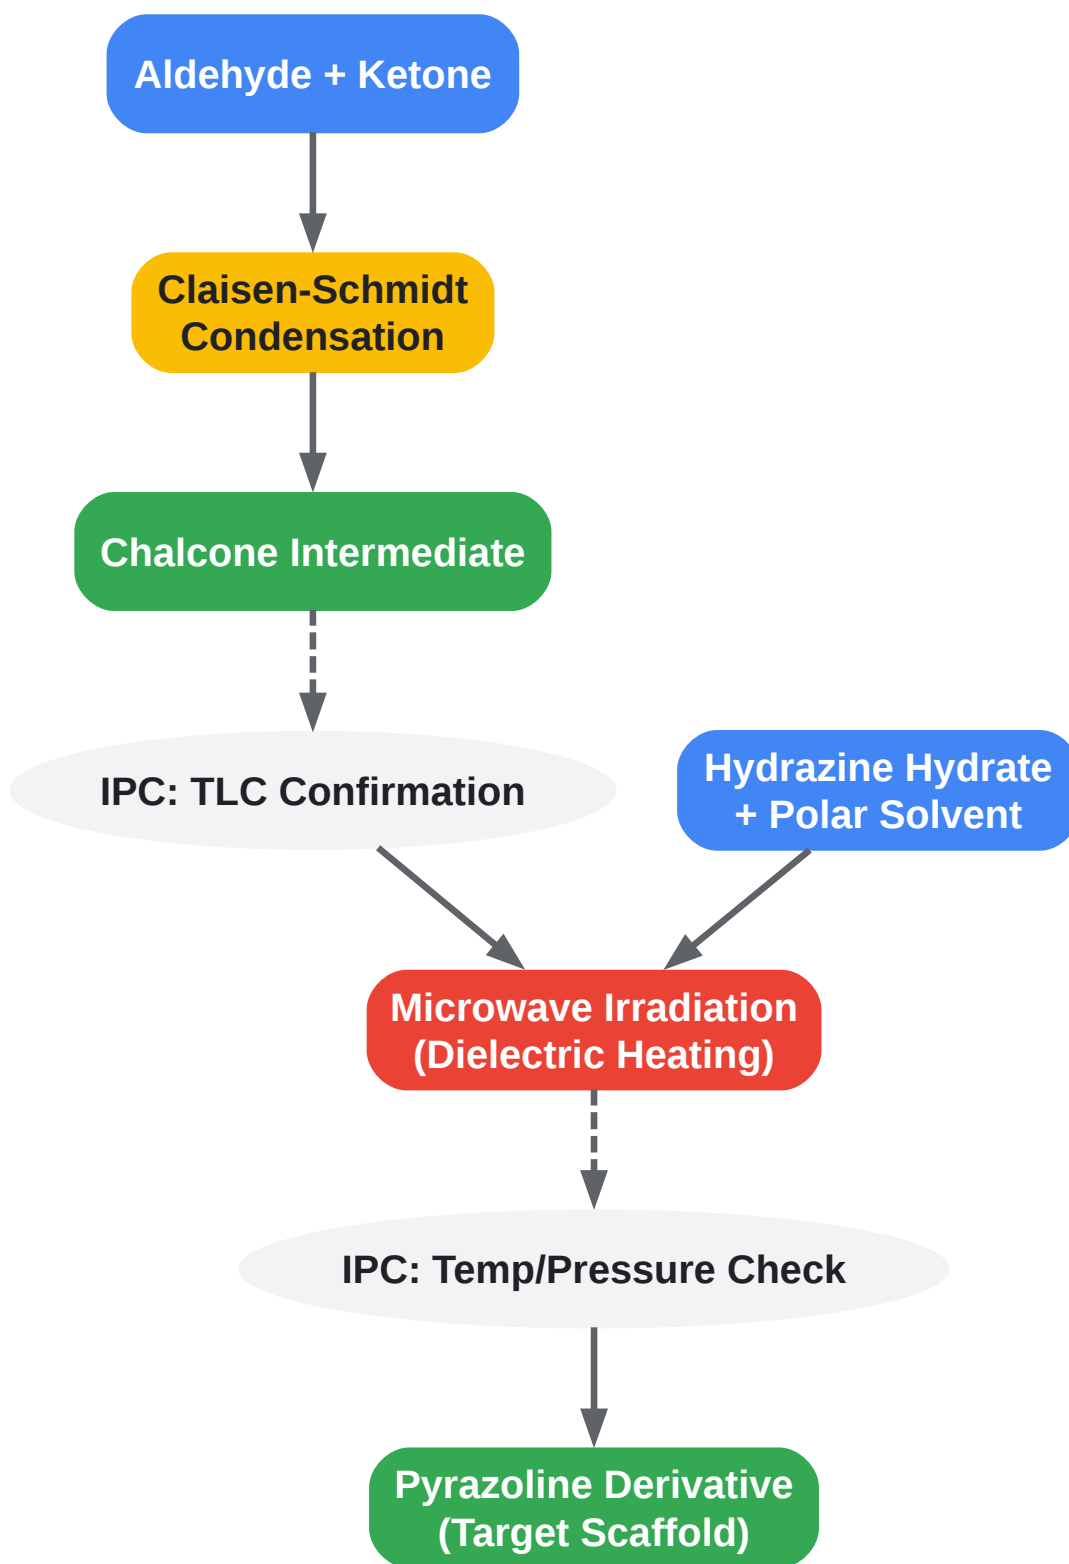 Aldehyde + Ketone
Claisen-Schmidt
Condensation
Chalcone Intermediate
IPC: TLC Confirmation
Hydrazine Hydrate
+ Polar Solvent
Microwave Irradiation
(Dielectric Heating)
IPC: Temp/Pressure Check
Pyrazoline Derivative
(Target Scaffold)